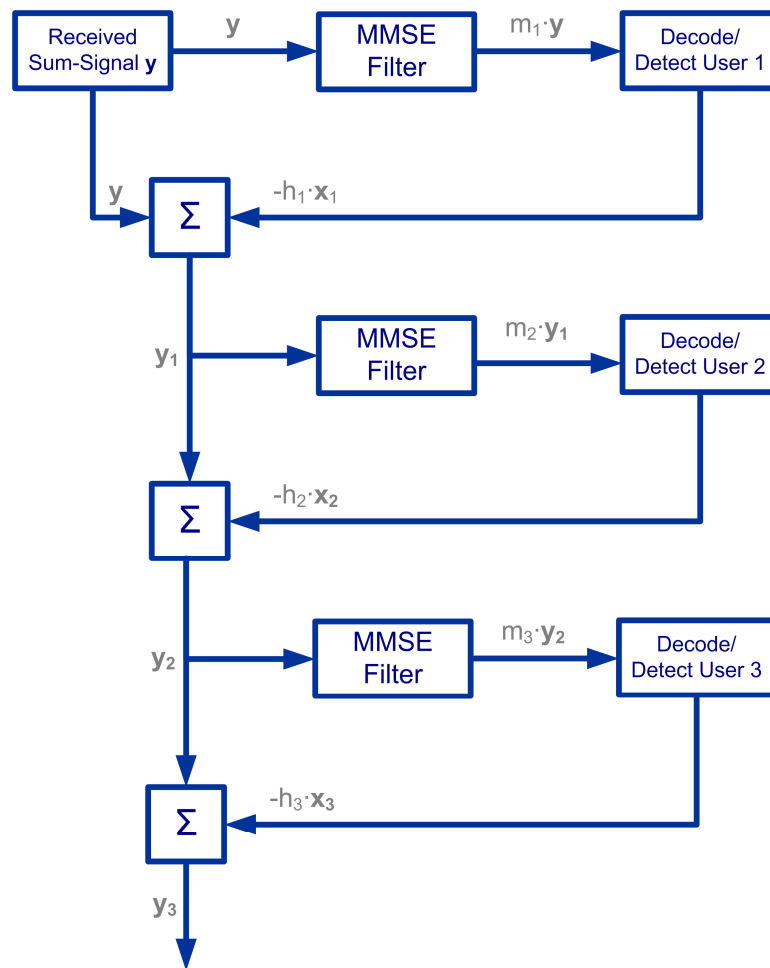 Received
Sum-Signal y
y
MMSE
Filter
m₁·y
Decode/
Detect User 1
y
Σ
-h₁·x₁
y₁
MMSE
Filter
m₂·y₁
Decode/
Detect User 2
Σ
-h₂·x₂
y₂
MMSE
Filter
m₃·y₂
Decode/
Detect User 3
Σ
-h₃·x₃
y₃